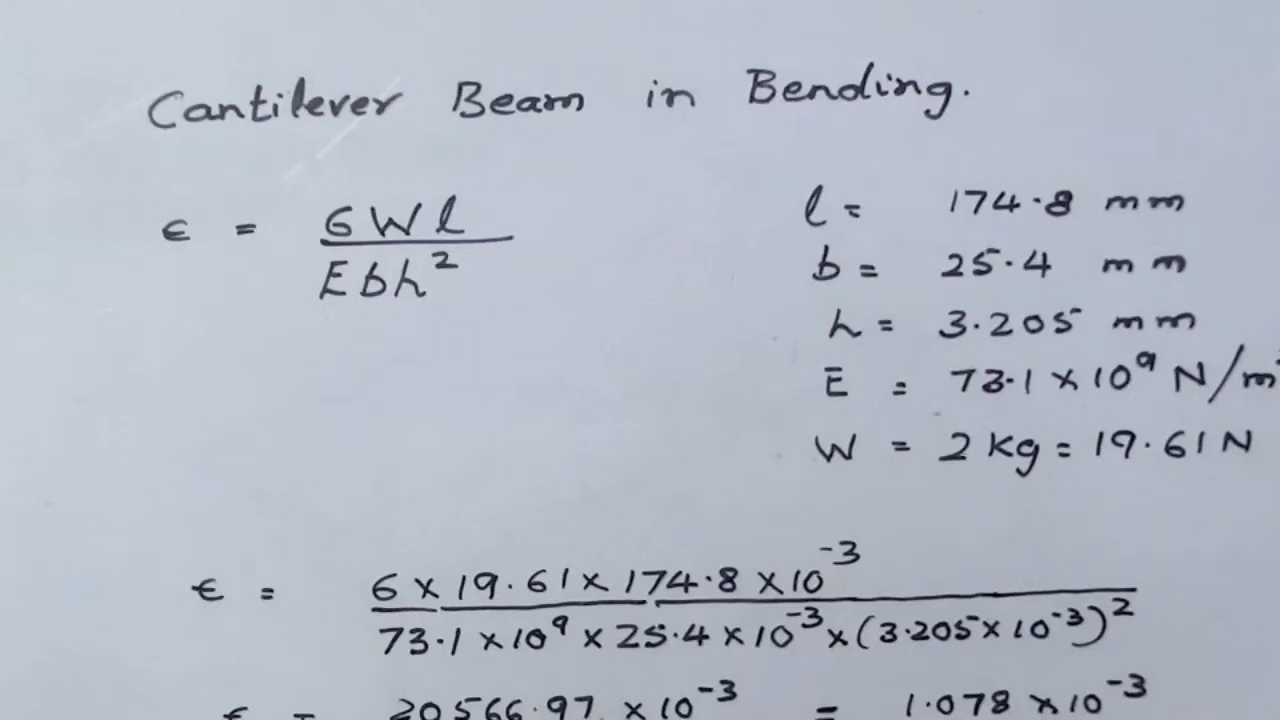 Cantilever Beam in Bending.
ϵ = 6Wl / Ebh²
l = 174.8 mm
b = 25.4 mm
h = 3.205 mm
E = 73.1 × 10⁹ N/m²
W = 2 Kg = 19.61 N
ϵ = 6 × 19.61 × 174.8 × 10⁻³ / 73.1 × 10⁹ × 25.4 × 10⁻³ × (3.205 × 10⁻³)²
ϵ = 20566.97 × 10⁻³ = 1.078 × 10⁻³